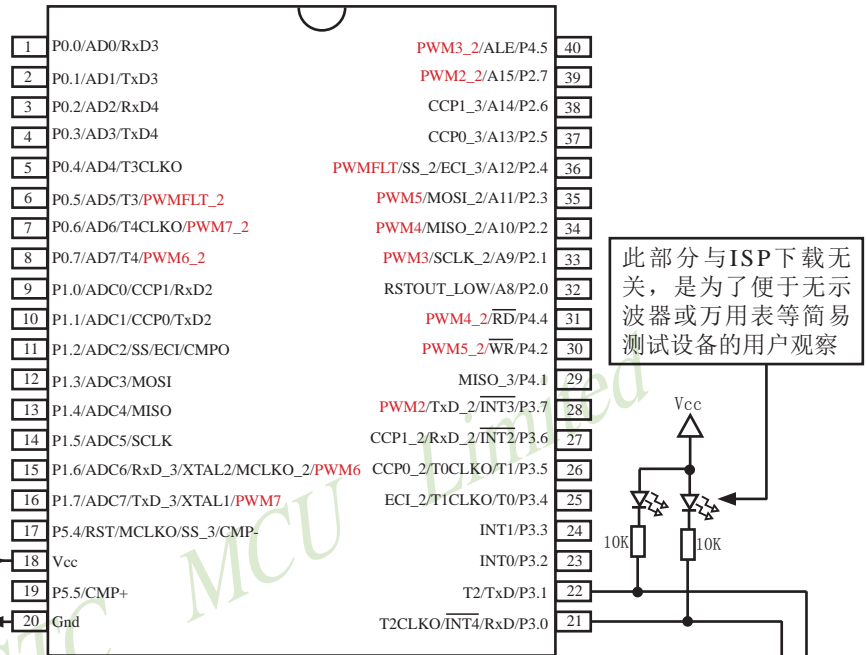 1 P0.0/AD0/RxD3
2 P0.1/AD1/TxD3
3 P0.2/AD2/RxD4
4 P0.3/AD3/TxD4
5 P0.4/AD4/T3CLKO
6 P0.5/AD5/T3/PWMFLT_2
7 P0.6/AD6/T4CLKO/PWM7_2
8 P0.7/AD7/T4/PWM6_2
9 P1.0/ADC0/CCP1/RxD2
10 P1.1/ADC1/CCP0/TxD2
11 P1.2/ADC2/SS/ECI/CMPO
12 P1.3/ADC3/MOSI
13 P1.4/ADC4/MISO
14 P1.5/ADC5/SCLK
15 P1.6/ADC6/RxD_3/XTAL2/MCLKO_2/PWM6
16 P1.7/ADC7/TxD_3/XTAL1/PWM7
17 P5.4/RST/MCLKO/SS_3/CMP-
18 Vcc
19 P5.5/CMP+
20 Gnd
PWM3_2/ALE/P4.5 40
PWM2_2/A15/P2.7 39
CCP1_3/A14/P2.6 38
CCP0_3/A13/P2.5 37
PWMFLT/SS_2/ECI_3/A12/P2.4 36
PWM5/MOSI_2/A11/P2.3 35
PWM4/MISO_2/A10/P2.2 34
PWM3/SCLK_2/A9/P2.1 33
RSTOUT_LOW/A8/P2.0 32
PWM4_2/RD/P4.4 31
PWM5_2/WR/P4.2 30
MISO_3/P4.1 29
PWM2/TxD_2/INT3/P3.7 28
CCP1_2/RxD_2/INT2/P3.6 27
CCP0_2/T0CLKO/T1/P3.5 26
ECI_2/T1CLKO/T0/P3.4 25
INT1/P3.3 24
INT0/P3.2 23
T2/TxD/P3.1 22
T2CLKO/INT4/RxD/P3.0 21
此部分与ISP下载无
关，是为了便于无示
波器或万用表等简易
测试设备的用户观察
Vcc
10K
10K
STC MCU Limited